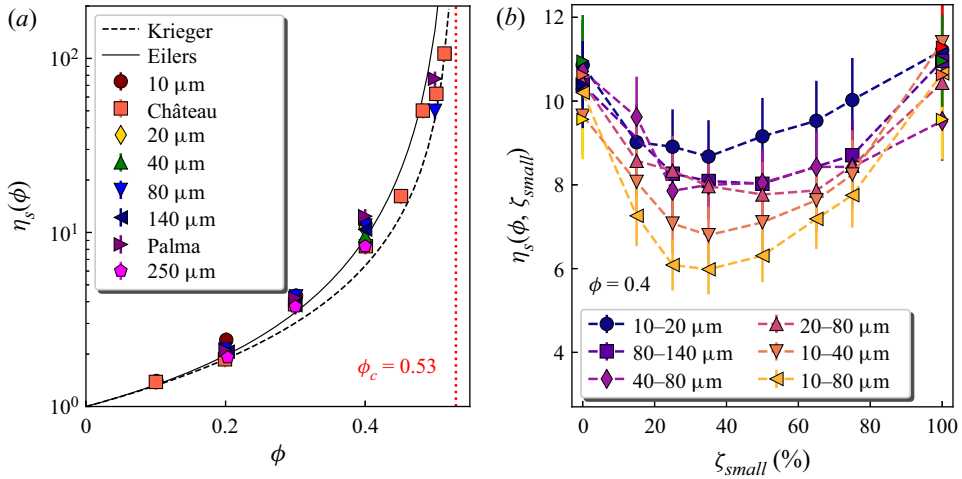 (a)
Krieger
Eilers
10 μm
Château
20 μm
40 μm
80 μm
140 μm
Palma
250 μm
10²
10¹
10⁰
ηₛ(ϕ)
ϕ_c = 0.53
0
0.2
0.4
ϕ
(b)
12
10
8
6
4
ηₛ(ϕ, ζ_small)
ϕ = 0.4
10–20 μm
80–140 μm
40–80 μm
20–80 μm
10–40 μm
10–80 μm
0
20
40
60
80
100
ζ_small (%)